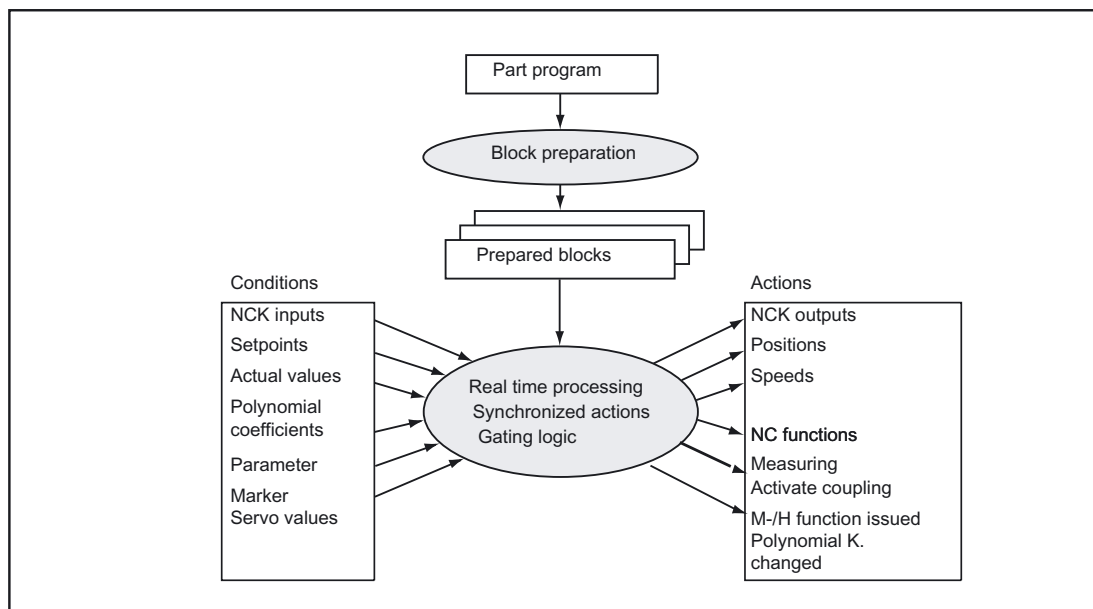 Part program
Block preparation
Prepared blocks
Conditions
NCK inputs
Setpoints
Actual values
Polynomial
coefficients
Parameter
Marker
Servo values
Real time processing
Synchronized actions
Gating logic
Actions
NCK outputs
Positions
Speeds
NC functions
Measuring
Activate coupling
M-/H function issued
Polynomial K.
changed